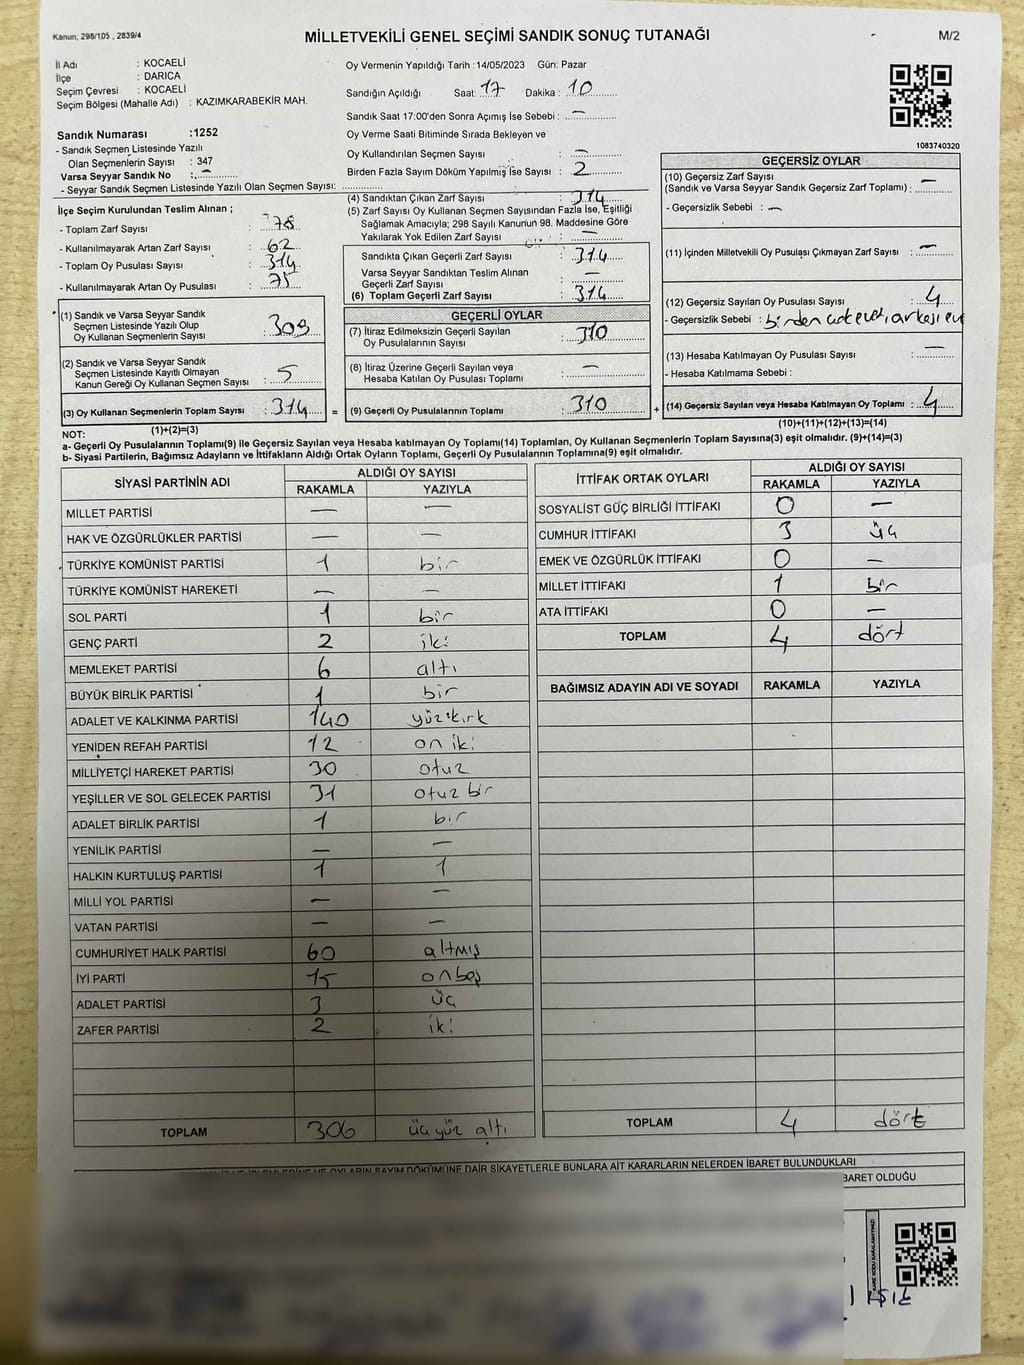 Kanun; 298/105 , 2839/4
MİLLETVEKİLİ GENEL SEÇİMİ SANDIK SONUÇ TUTANAĞI
M/2
İl Adı : KOCAELİ
İlçe : DARICA
Seçim Çevresi : KOCAELİ
Seçim Bölgesi (Mahalle Adı) : KAZIMKARABEKİR MAH.
Sandık Numarası :1252
- Sandık Seçmen Listesinde Yazılı
Olan Seçmenlerin Sayısı : 347
Varsa Seyyar Sandık No : —
- Seyyar Sandık Seçmen Listesinde Yazılı Olan Seçmen Sayısı:
Oy Vermenin Yapıldığı Tarih :14/05/2023 Gün: Pazar
Sandığın Açıldığı Saat: 17 Dakika : 10
Sandık Saat 17:00'den Sonra Açımış İse Sebebi : —
Oy Verme Saati Bitiminde Sırada Bekleyen ve
Oy Kullandırılan Seçmen Sayısı : —
Birden Fazla Sayım Döküm Yapılmış İse Sayısı : 2
1083740320
İlçe Seçim Kurulundan Teslim Alınan ;
- Toplam Zarf Sayısı :
- Kullanılmayarak Artan Zarf Sayısı : 62
- Toplam Oy Pusulası Sayısı : 314
- Kullanılmayarak Artan Oy Pusulası : 75
(4) Sandıktan Çıkan Zarf Sayısı : 314
(5) Zarf Sayısı Oy Kullanan Seçmen Sayısından Fazla İse, Eşitliği
Sağlamak Amacıyla; 298 Sayılı Kanunun 98. Maddesine Göre
Yakılarak Yok Edilen Zarf Sayısı : —
Sandıkta Çıkan Geçerli Zarf Sayısı : 314
Varsa Seyyar Sandıktan Teslim Alınan
Geçerli Zarf Sayısı : —
(6) Toplam Geçerli Zarf Sayısı : 314
GEÇERSİZ OYLAR
(10) Geçersiz Zarf Sayısı
(Sandık ve Varsa Seyyar Sandık Geçersiz Zarf Toplamı) : —
- Geçersizlik Sebebi : —
(11) İçinden Milletvekili Oy Pusulası Çıkmayan Zarf Sayısı : —
(12) Geçersiz Sayılan Oy Pusulası Sayısı : 4
- Geçersizlik Sebebi : birden
(13) Hesaba Katılmayan Oy Pusulası Sayısı : —
- Hesaba Katılmama Sebebi :
(14) Geçersiz Sayılan veya Hesaba Katılmayan Oy Toplamı : 4
(10)+(11)+(12)+(13)=(14)
(1) Sandık ve Varsa Seyyar Sandık
Seçmen Listesinde Yazılı Olup
Oy Kullanan Seçmenlerin Sayısı : 309
(2) Sandık ve Varsa Seyyar Sandık
Seçmen Listesinde Kayıtlı Olmayan
Kanun Gereği Oy Kullanan Seçmen Sayısı : 5
(3) Oy Kullanan Seçmenlerin Toplam Sayısı : 314 =
(1)+(2)=(3)
GEÇERLİ OYLAR
(7) İtiraz Edilmeksizin Geçerli Sayılan
Oy Pusulalarının Sayısı : 310
(8) İtiraz Üzerine Geçerli Sayılan veya
Hesaba Katılan Oy Pusulası Toplamı : —
(9) Geçerli Oy Pusulalarının Toplamı : 310 +
NOT:
a- Geçerli Oy Pusulalarının Toplamı(9) ile Geçersiz Sayılan veya Hesaba katılmayan Oy Toplamı(14) Toplamları, Oy Kullanan Seçmenlerin Toplam Sayısına(3) eşit olmalıdır. (9)+(14)=(3)
b- Siyasi Partilerin, Bağımsız Adayların ve İttifakların Aldığı Ortak Oyların Toplamı, Geçerli Oy Pusulalarının Toplamına(9) eşit olmalıdır.
SİYASİ PARTİNİN ADI ALDIĞI OY SAYISI
RAKAMLA YAZIYLA
MİLLET PARTİSİ — —
HAK VE ÖZGÜRLÜKLER PARTİSİ — —
TÜRKİYE KOMÜNİST PARTİSİ 1 bir
TÜRKİYE KOMÜNİST HAREKETİ — —
SOL PARTİ 1 bir
GENÇ PARTİ 2 iki
MEMLEKET PARTİSİ 6 altı
BÜYÜK BİRLİK PARTİSİ 1 bir
ADALET VE KALKINMA PARTİSİ 140 yüz kırk
YENİDEN REFAH PARTİSİ 12 on iki
MİLLİYETÇİ HAREKET PARTİSİ 30 otuz
YEŞİLLER VE SOL GELECEK PARTİSİ 31 otuz bir
ADALET BİRLİK PARTİSİ 1 bir
YENİLİK PARTİSİ — —
HALKIN KURTULUŞ PARTİSİ 1 1
MİLLİ YOL PARTİSİ — —
VATAN PARTİSİ — —
CUMHURİYET HALK PARTİSİ 60 altmış
İYİ PARTİ 15 onbeş
ADALET PARTİSİ 3 üç
ZAFER PARTİSİ 2 iki
TOPLAM 306 üç yüz altı
İTTİFAK ORTAK OYLARI ALDIĞI OY SAYISI
RAKAMLA YAZIYLA
SOSYALİST GÜÇ BİRLİĞİ İTTİFAKI 0 —
CUMHUR İTTİFAKI 3 üç
EMEK VE ÖZGÜRLÜK İTTİFAKI 0 —
MİLLET İTTİFAKI 1 bir
ATA İTTİFAKI 0 —
TOPLAM 4 dört
BAĞIMSIZ ADAYIN ADI VE SOYADI RAKAMLA YAZIYLA
TOPLAM 4 dört
OYLARIN SAYIM DÖKÜMÜNE DAİR ŞİKAYETLERLE BUNLARA AİT KARARLARIN NELERDEN İBARET BULUNDUKLARI
BARET OLDUĞU